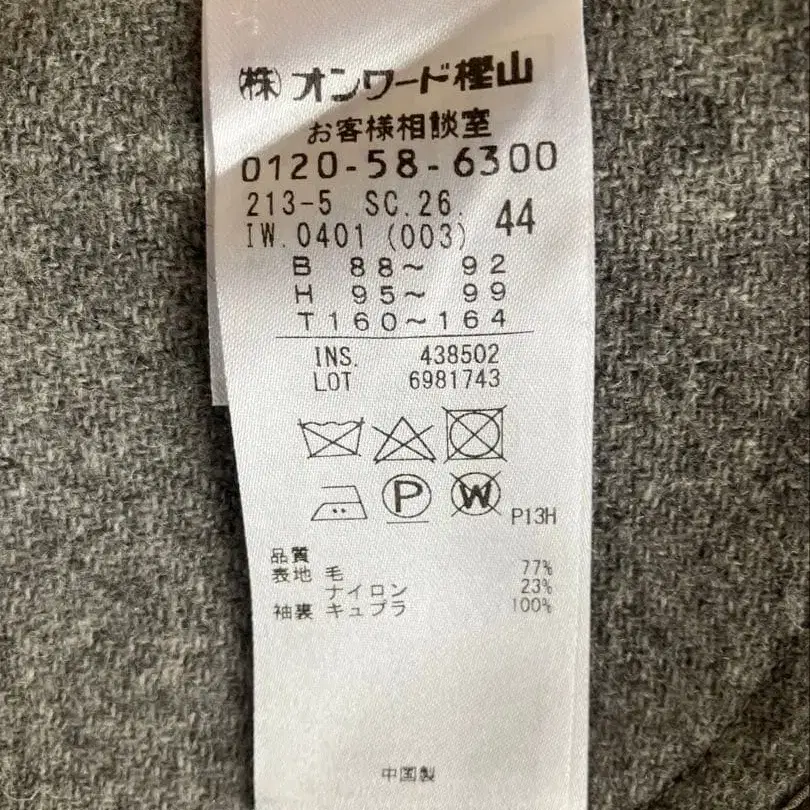 ㈱オンワード樫山
お客様相談室
0120-58-6300
213-5 SC.26.
IW.0401 (003) 44
B 88～ 92
H 95～ 99
T160～164
INS. 438502
LOT 6981743
P W P13H
品質
表地 毛 77%
ナイロン 23%
袖裏 キュプラ 100%
中国製